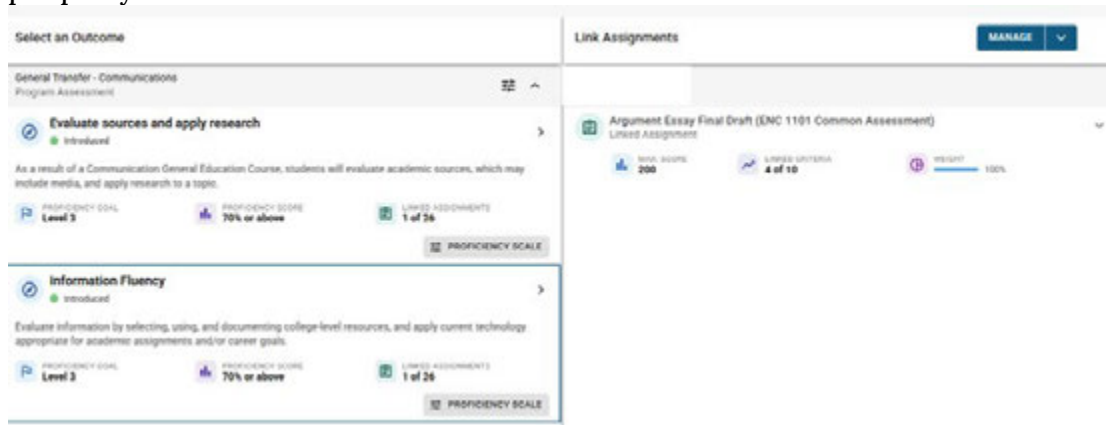 Select an Outcome
General Transfer - Communications
Program Assessment
Evaluate sources and apply research
Introduced
As a result of a Communication General Education Course, students will evaluate academic sources, which may
include media, and apply research to a topic.
PROFICIENCY GOAL
Level 3
PROFICIENCY SCORE
70% or above
LINKED ASSIGNMENTS
1 of 26
PROFICIENCY SCALE
Information Fluency
Introduced
Evaluate information by selecting, using, and documenting college-level resources, and apply current technology
appropriate for academic assignments and/or career goals.
PROFICIENCY GOAL
Level 3
PROFICIENCY SCORE
70% or above
LINKED ASSIGNMENTS
1 of 26
PROFICIENCY SCALE
Link Assignments
MANAGE
Argument Essay Final Draft (ENC 1101 Common Assessment)
Linked Assignment
MAX. SCORE
200
LINKED CRITERIA
4 of 10
WEIGHT
100%